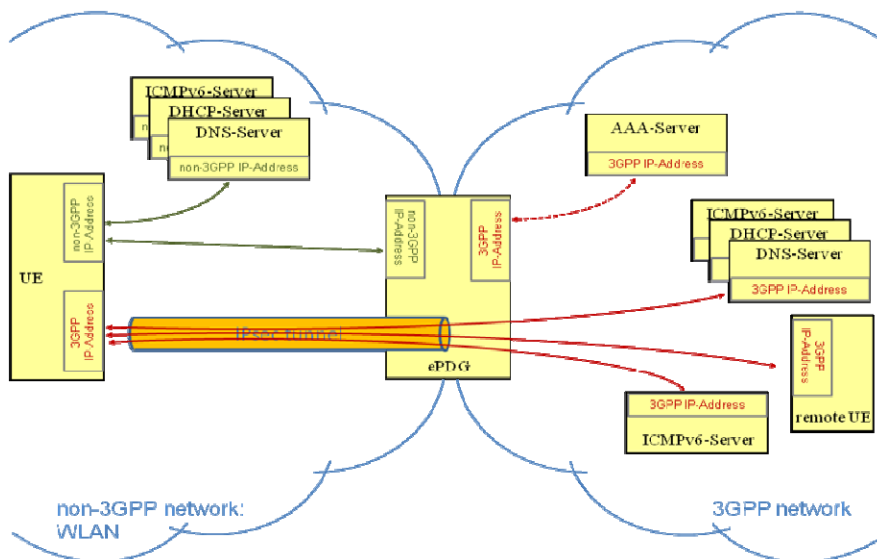 ICMPv6-Server
DHCP-Server
DNS-Server
non-3GPP IP-Address
UE
non-3GPP
IP-Address
3GPP
IP-Address
IPsec tunnel
non-3GPP
IP-Address
3GPP
IP-Address
ePDG
AAA-Server
3GPP IP-Address
ICMPv6-Server
DHCP-Server
DNS-Server
3GPP IP-Address
3GPP
IP-Address
remote UE
3GPP IP-Address
ICMPv6-Server
non-3GPP network:
WLAN
3GPP network